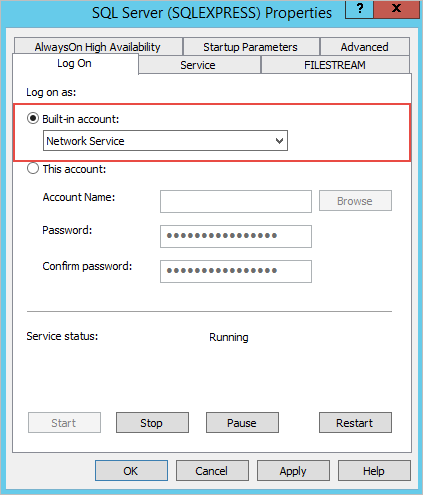 SQL Server (SQLEXPRESS) Properties ? x
AlwaysOn High Availability Startup Parameters Advanced
Log On Service FILESTREAM
Log on as:
Built-in account:
Network Service
This account:
Account Name: Browse
Password: ●●●●●●●●●●●●●●●●
Confirm password: ●●●●●●●●●●●●●●●●
Service status: Running
Start Stop Pause Restart
OK Cancel Apply Help